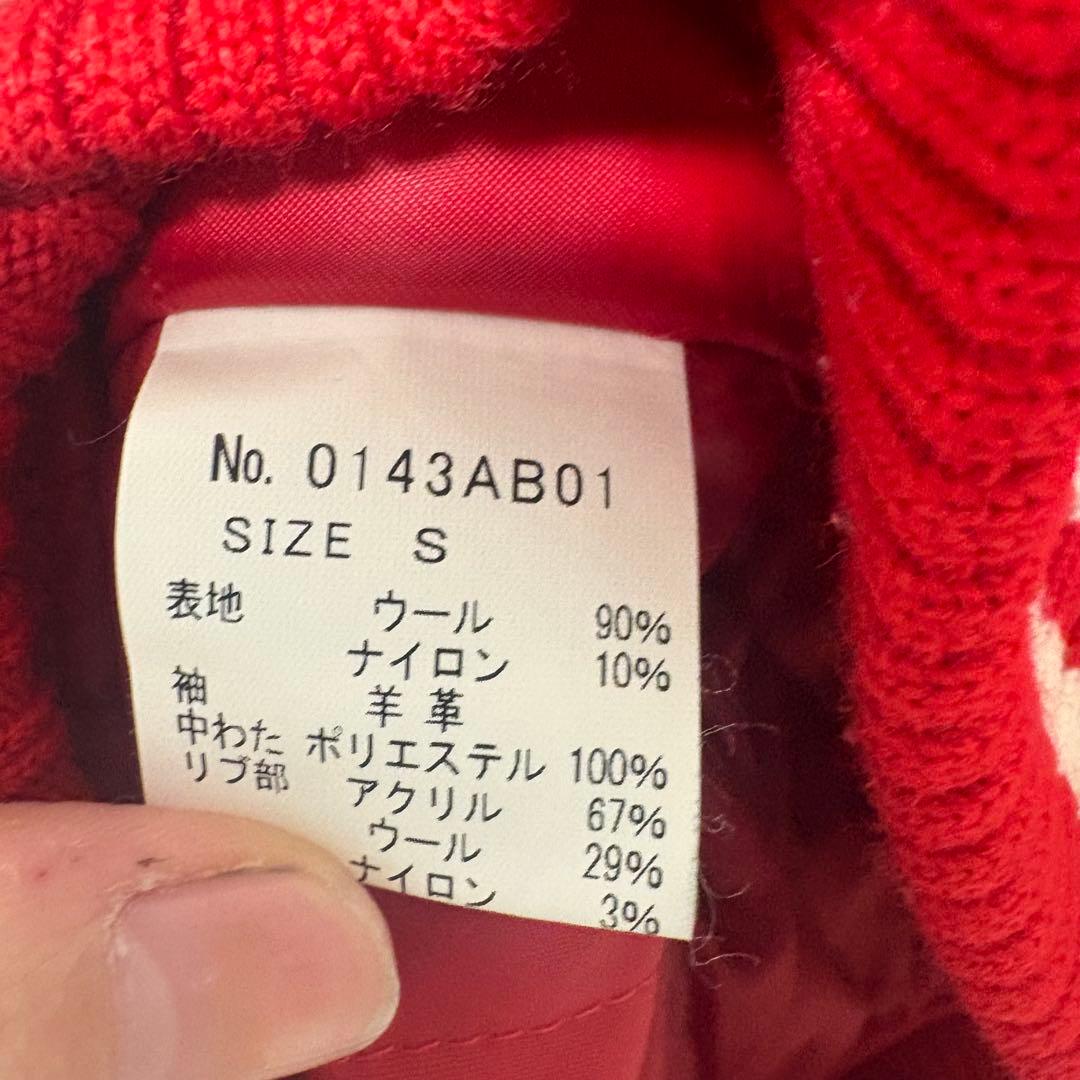 No. 0143AB01
SIZE S
表地 ウール 90%
ナイロン 10%
袖 羊革
中わた ポリエステル 100%
リブ部 アクリル 67%
ウール 29%
ナイロン 3%